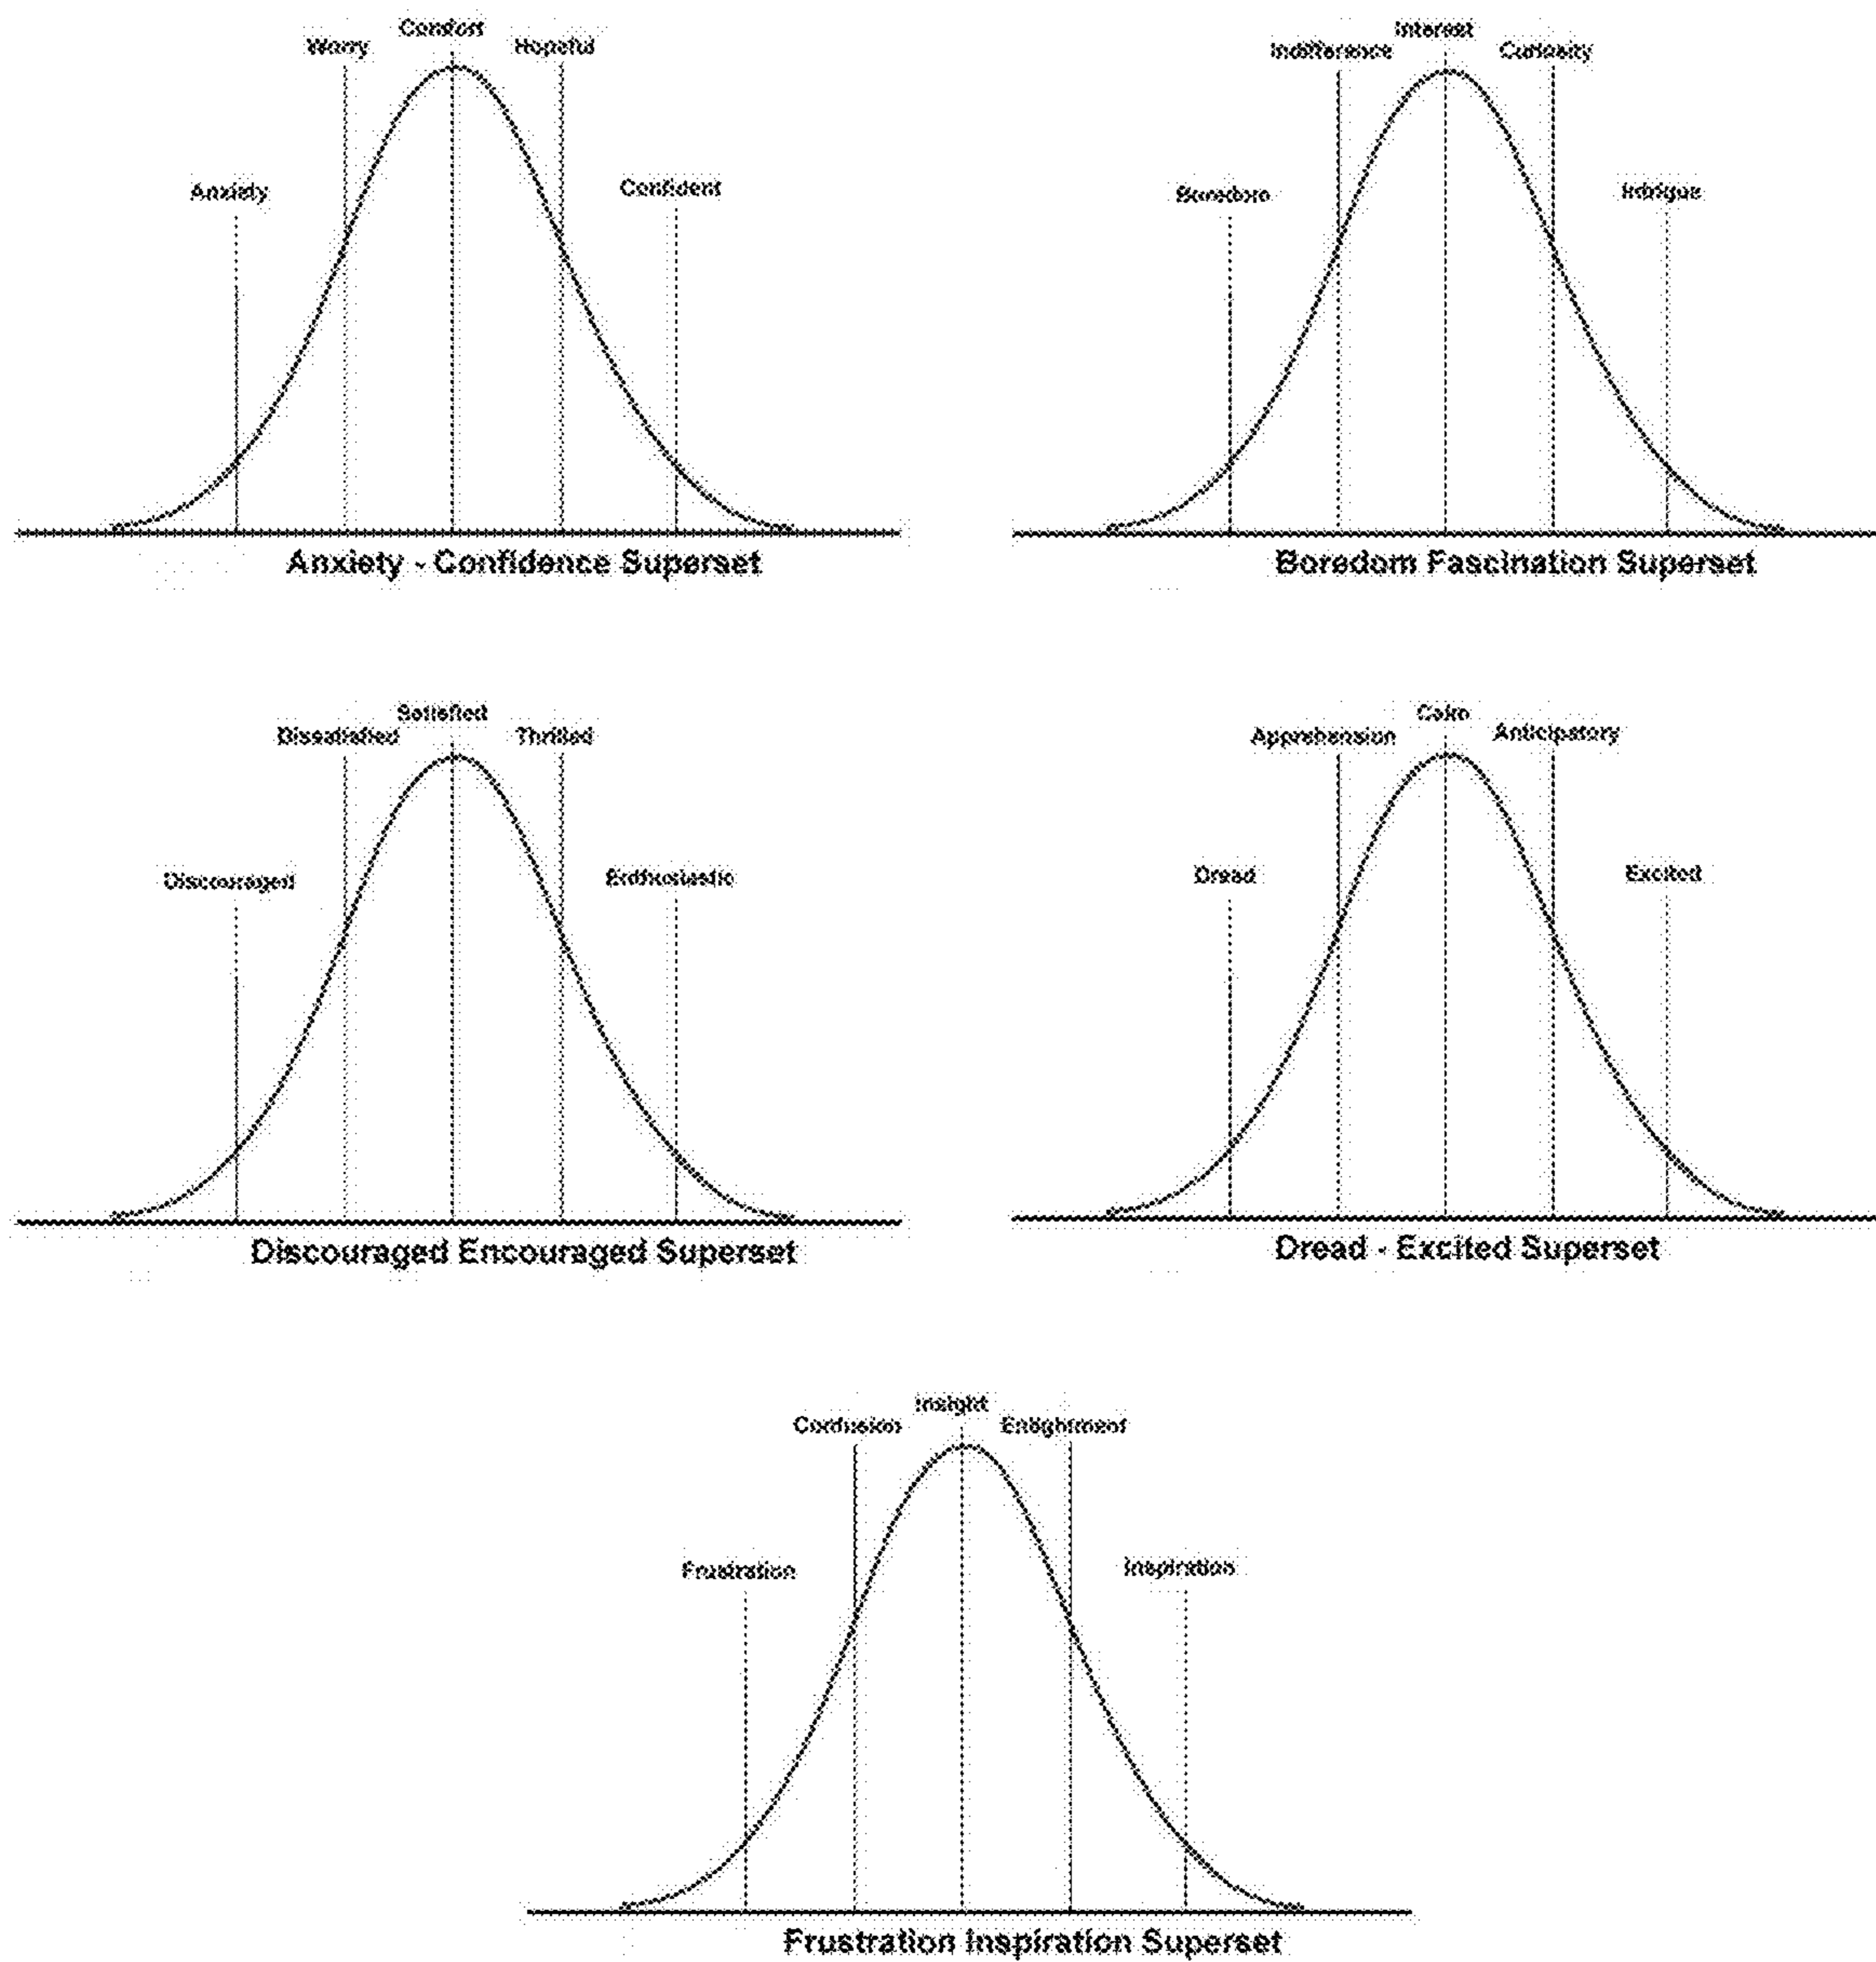 Comfort
Worry
Hopeful
Anxiety
Confident
Anxiety - Confidence Superset
Interest
Indifference
Curiosity
Boredom
Intrigue
Boredom Fascination Superset
Satisfied
Dissatisfied
Thrilled
Discouraged
Enthusiastic
Discouraged Encouraged Superset
Calm
Apprehension
Anticipatory
Dread
Excited
Dread - Excited Superset
Insight
Confusion
Enlightment
Frustration
Inspiration
Frustration Inspiration Superset